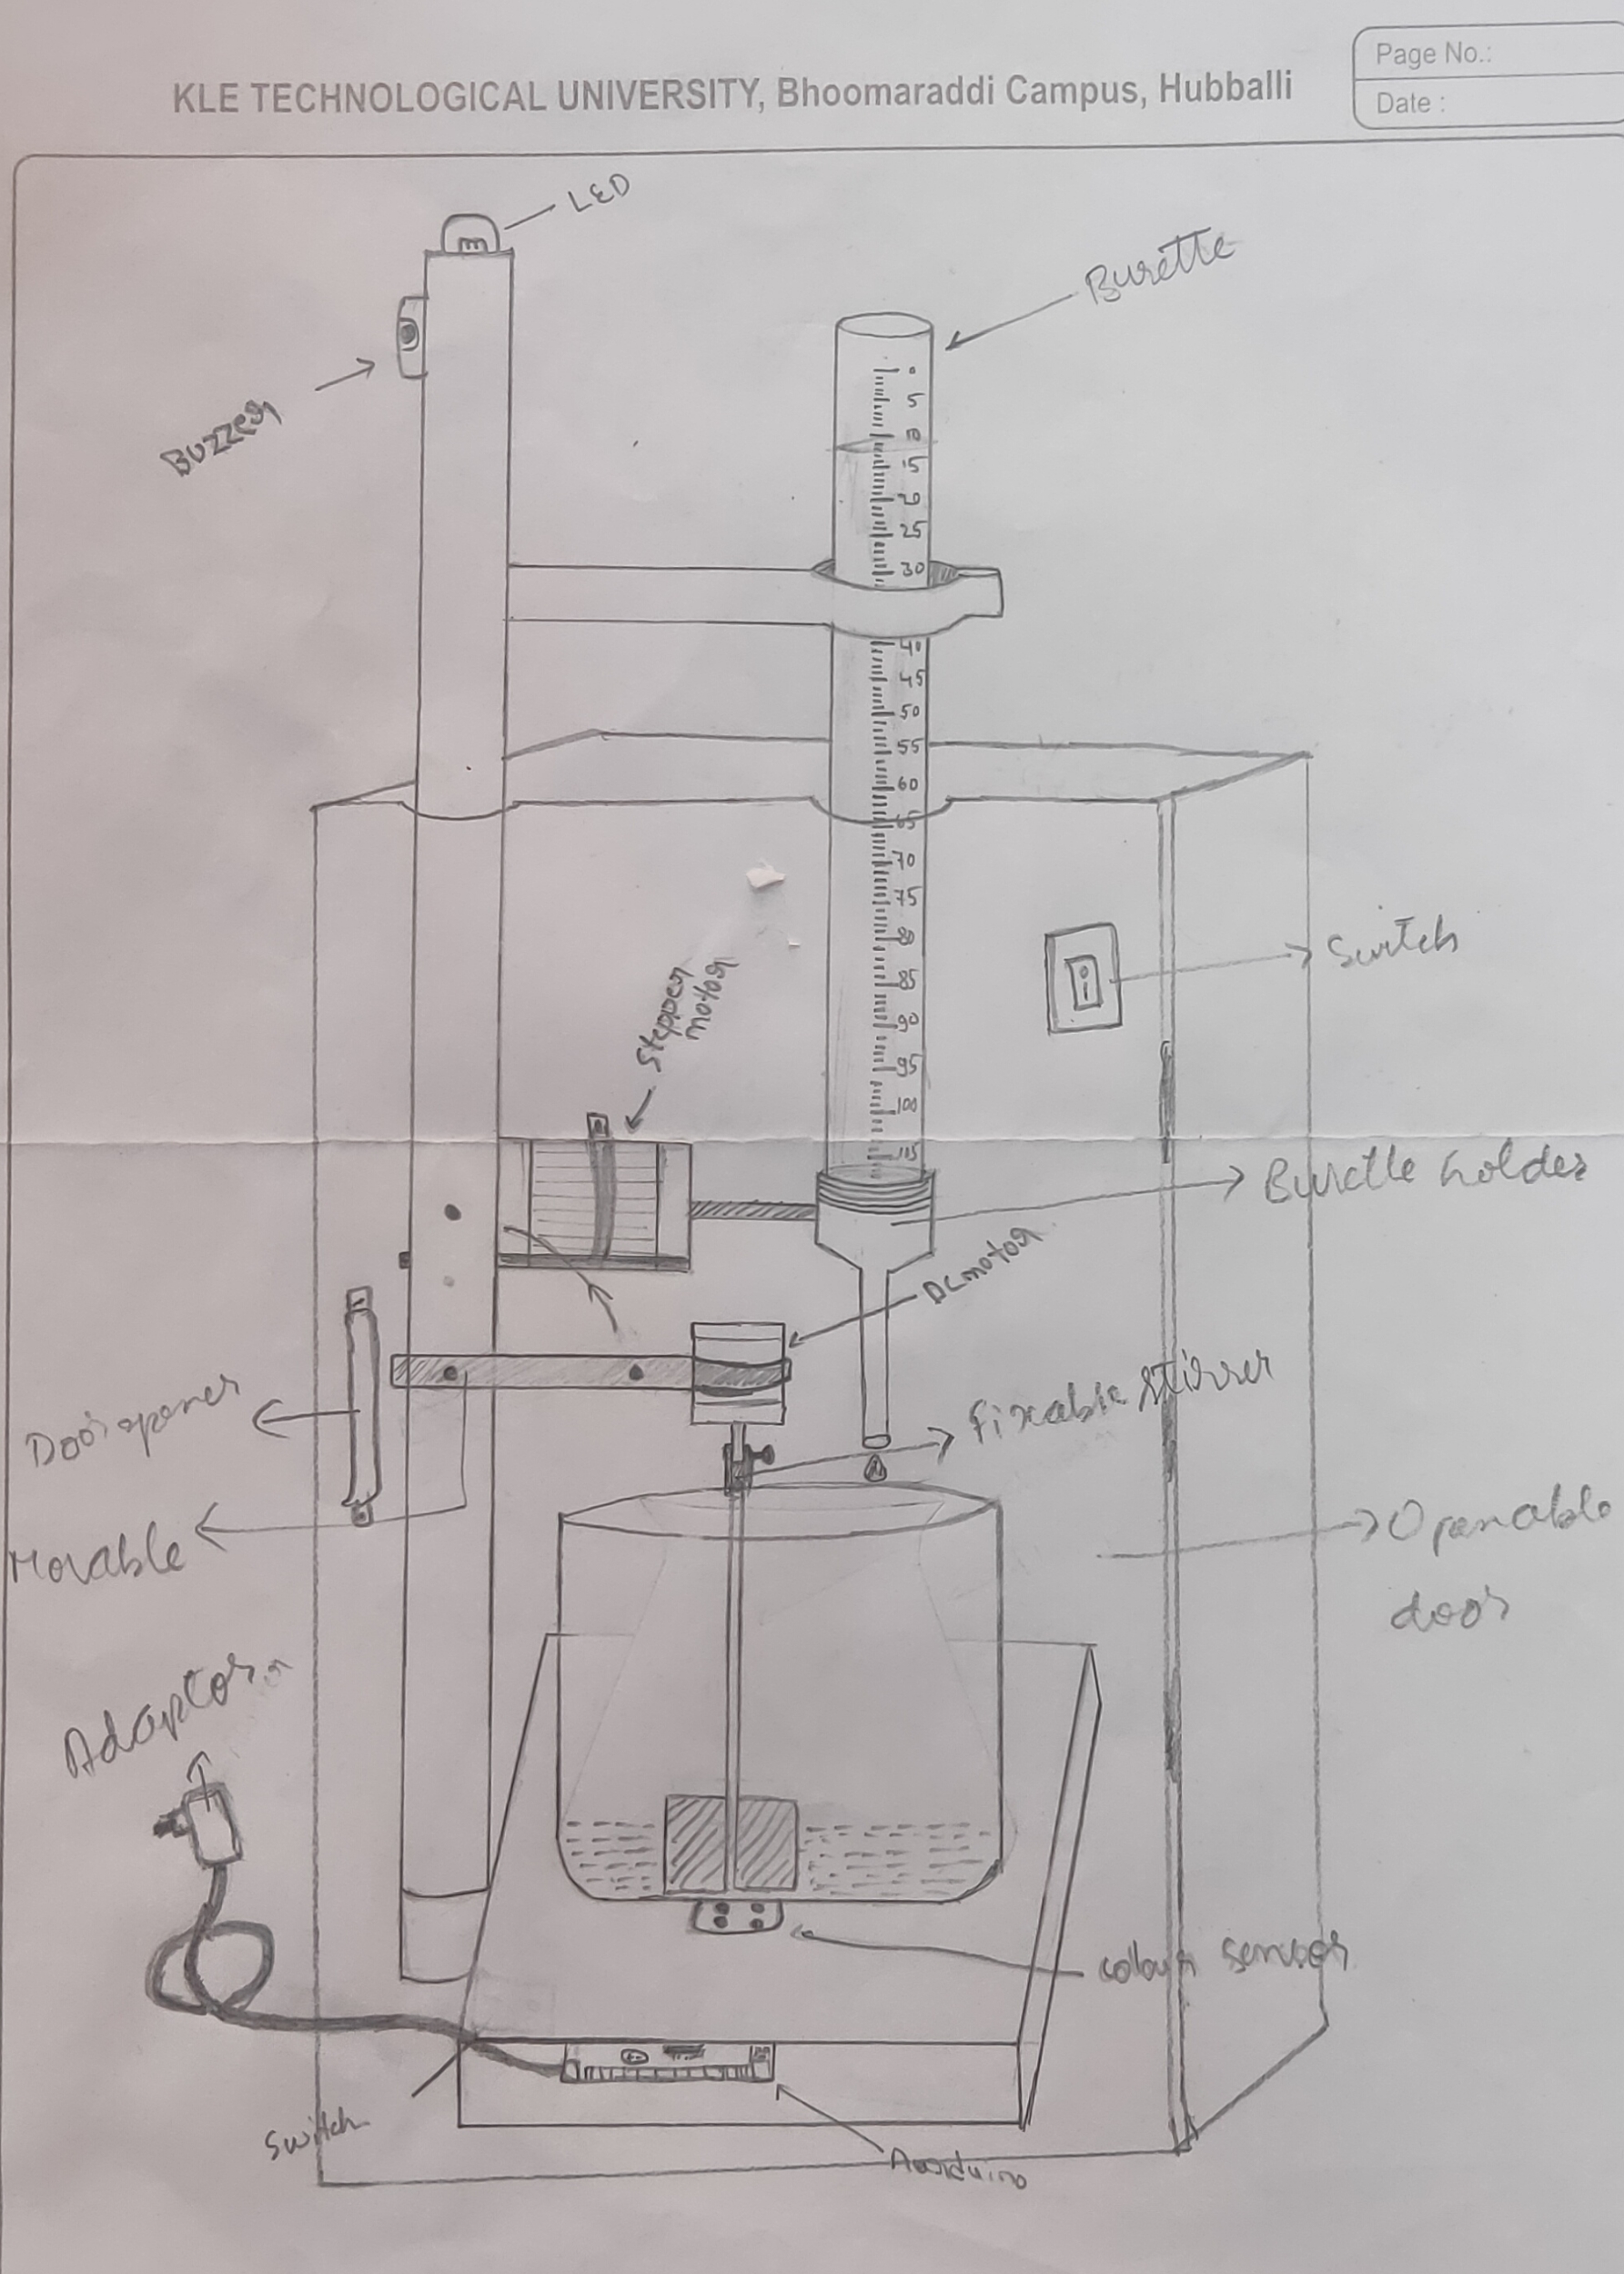 Page No.:
KLE TECHNOLOGICAL UNIVERSITY, Bhoomaraddi Campus, Hubballi
Date :
LED
Burette
Buzzer
0
5
10
15
20
25
30
40
45
50
55
60
65
70
75
80
85
90
95
100
105
Switch
Stepper
motor
Burette holder
DC motor
Fixable stirrer
Door opener
Movable
Openable
door
Adaptor
colour sensor
Switch
Aurduino